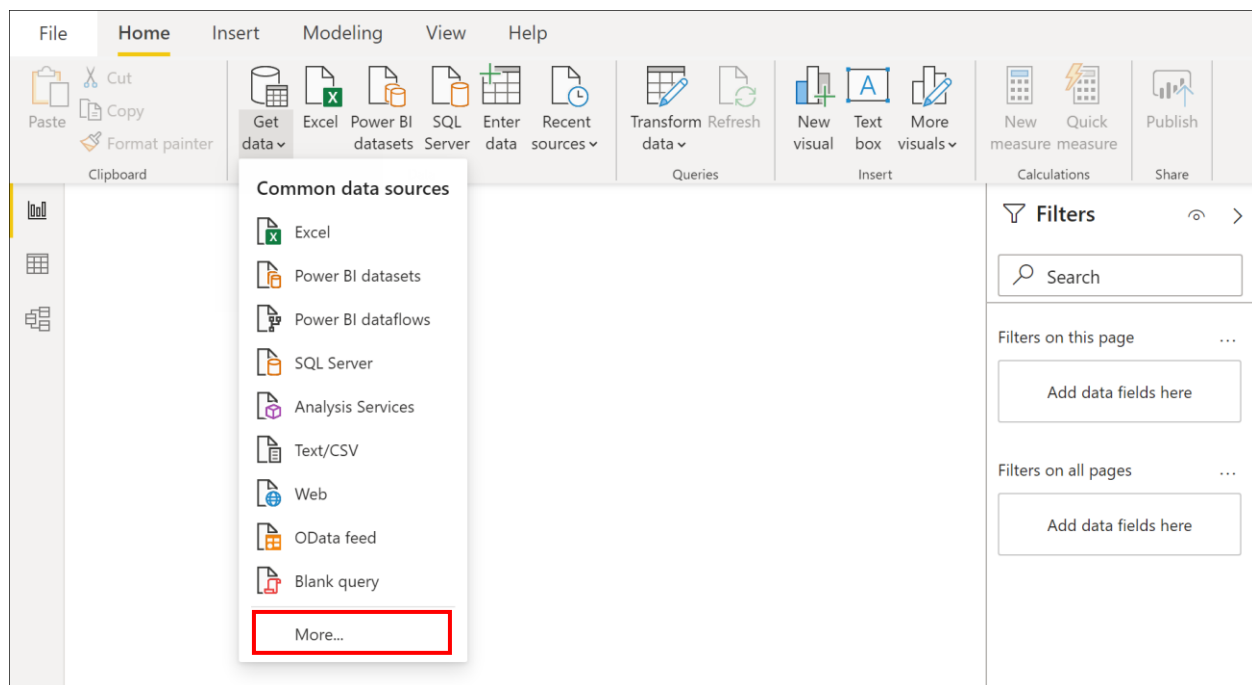 File Home Insert Modeling View Help
Cut
Copy
Format painter
Paste
Clipboard
Get data
Excel
Power BI datasets
SQL Server
Enter data
Recent sources
Transform data
Refresh
Queries
New visual
Text box
More visuals
Insert
New measure
Quick measure
Calculations
Publish
Share
Common data sources
Excel
Power BI datasets
Power BI dataflows
SQL Server
Analysis Services
Text/CSV
Web
OData feed
Blank query
More...
Filters
Search
Filters on this page ...
Add data fields here
Filters on all pages ...
Add data fields here